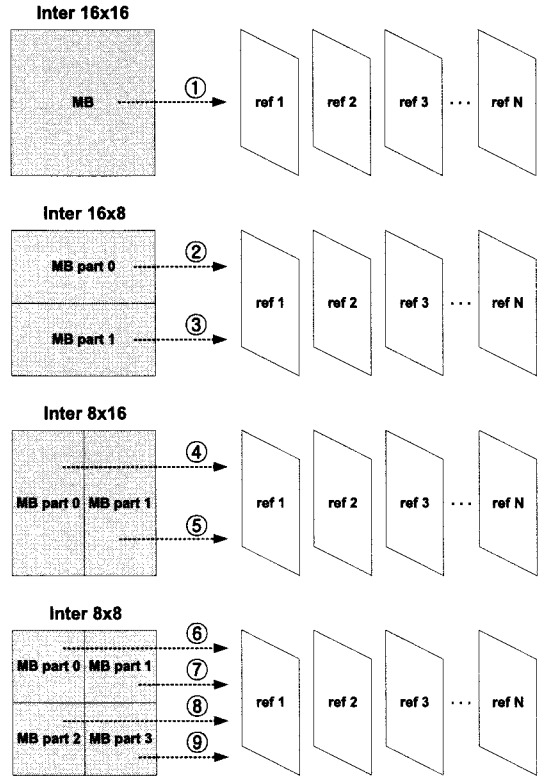 Inter 16x16
MB
①
ref 1 ref 2 ref 3 ... ref N
Inter 16x8
MB part 0
②
MB part 1
③
ref 1 ref 2 ref 3 ... ref N
Inter 8x16
④
MB part 0 MB part 1
⑤
ref 1 ref 2 ref 3 ... ref N
Inter 8x8
⑥
MB part 0 MB part 1
⑦
⑧
MB part 2 MB part 3
⑨
ref 1 ref 2 ref 3 ... ref N